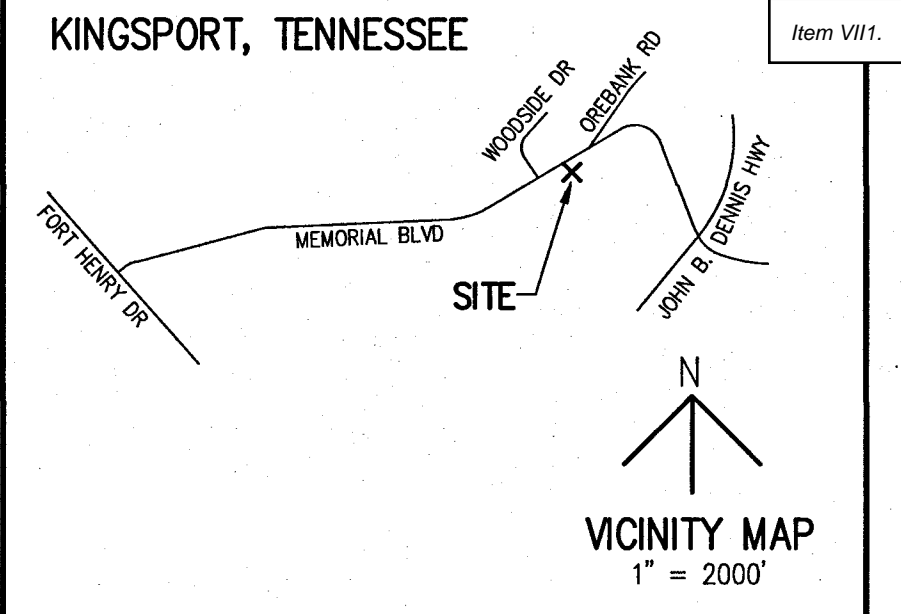 KINGSPORT, TENNESSEE
Item VII1.
WOODSIDE DR
OREBANK RD
FORT HENRY DR
MEMORIAL BLVD
JOHN B. DENNIS HWY
SITE
N
VICINITY MAP
1" = 2000'